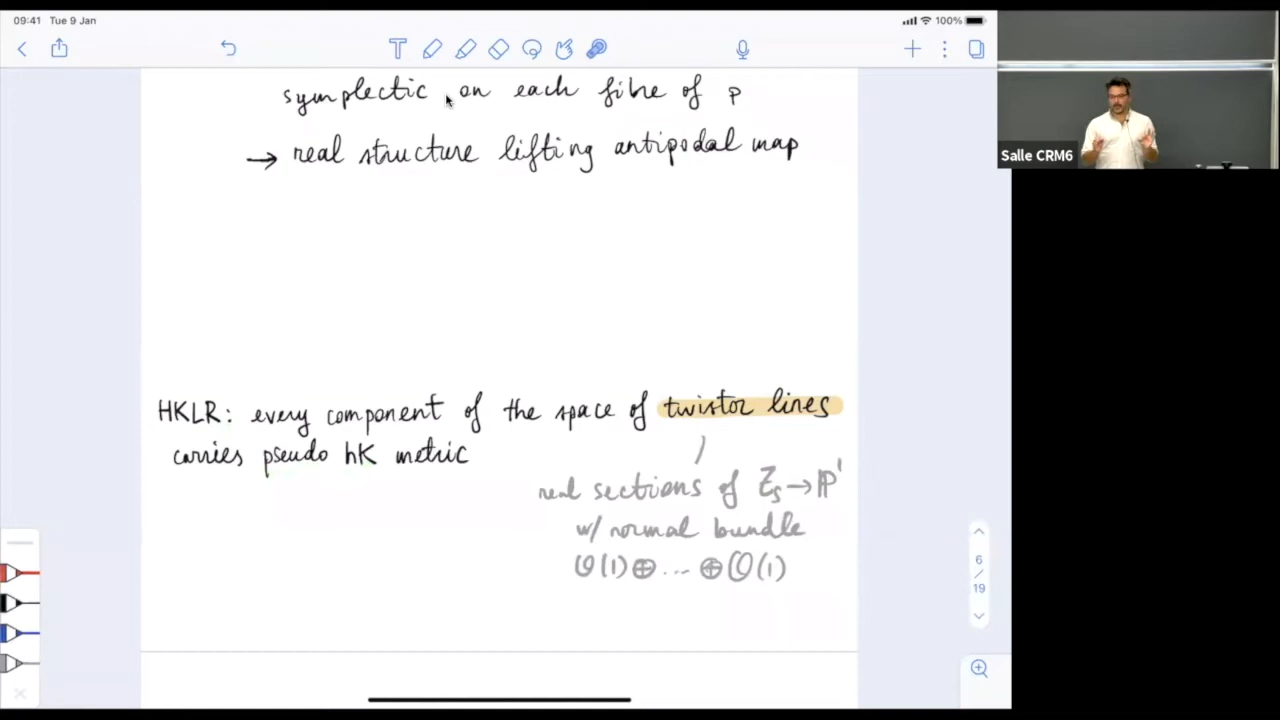 09:41 Tue 9 Jan
100%
symplectic on each fibre of p
→ real structure lifting antipodal map
Salle CRM6
HKLR: every component of the space of twistor lines
carries pseudo hK metric
real sections of Z_S → ℙ¹
w/ normal bundle
O(1) ⊕ ... ⊕ O(1)
6
/
19